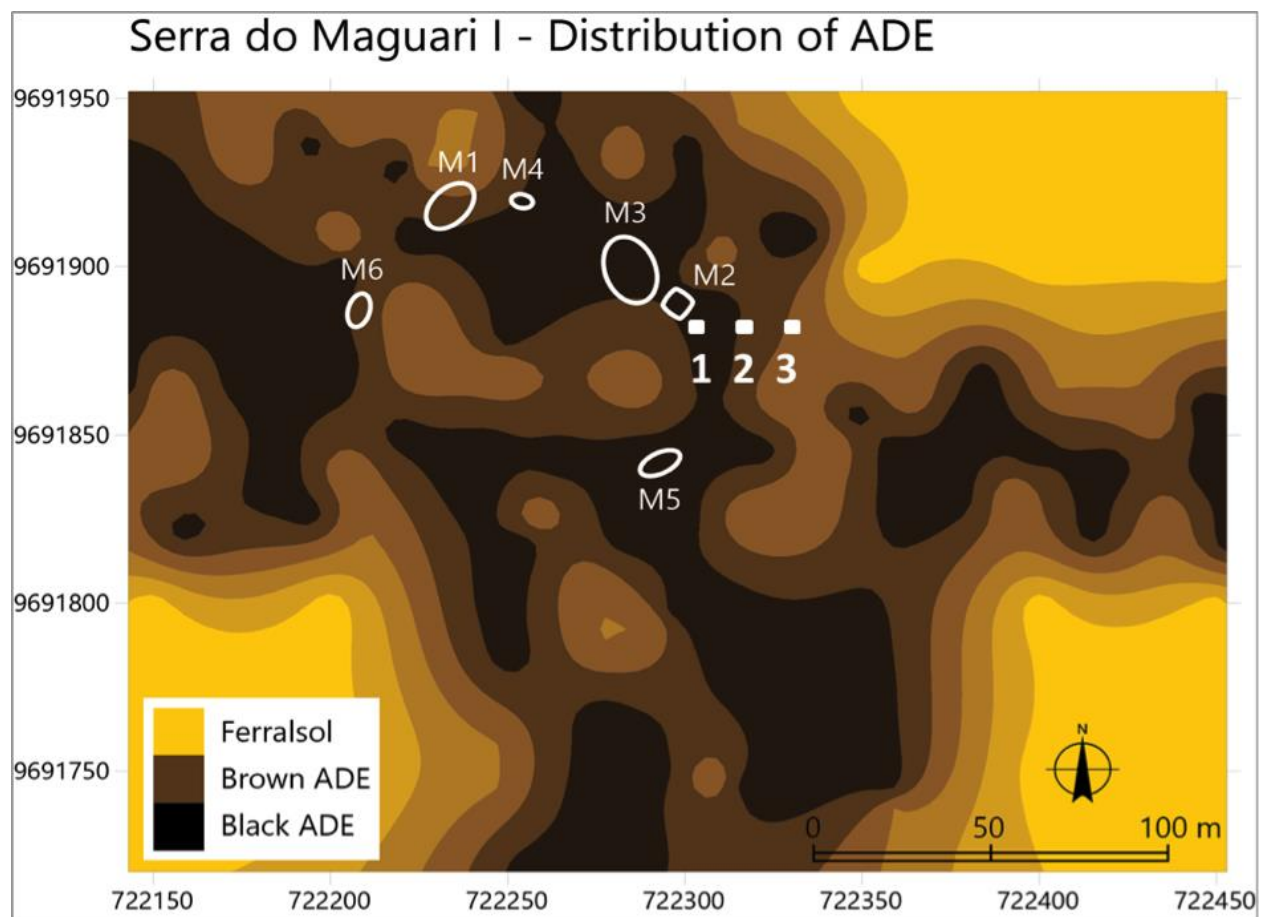 Serra do Maguari I - Distribution of ADE
9691950
M1
M4
M3
9691900
M6
M2
1 2 3
9691850
M5
9691800
Ferralsol
N
9691750
Brown ADE
Black ADE
0 50 100 m
722150 722200 722250 722300 722350 722400 722450